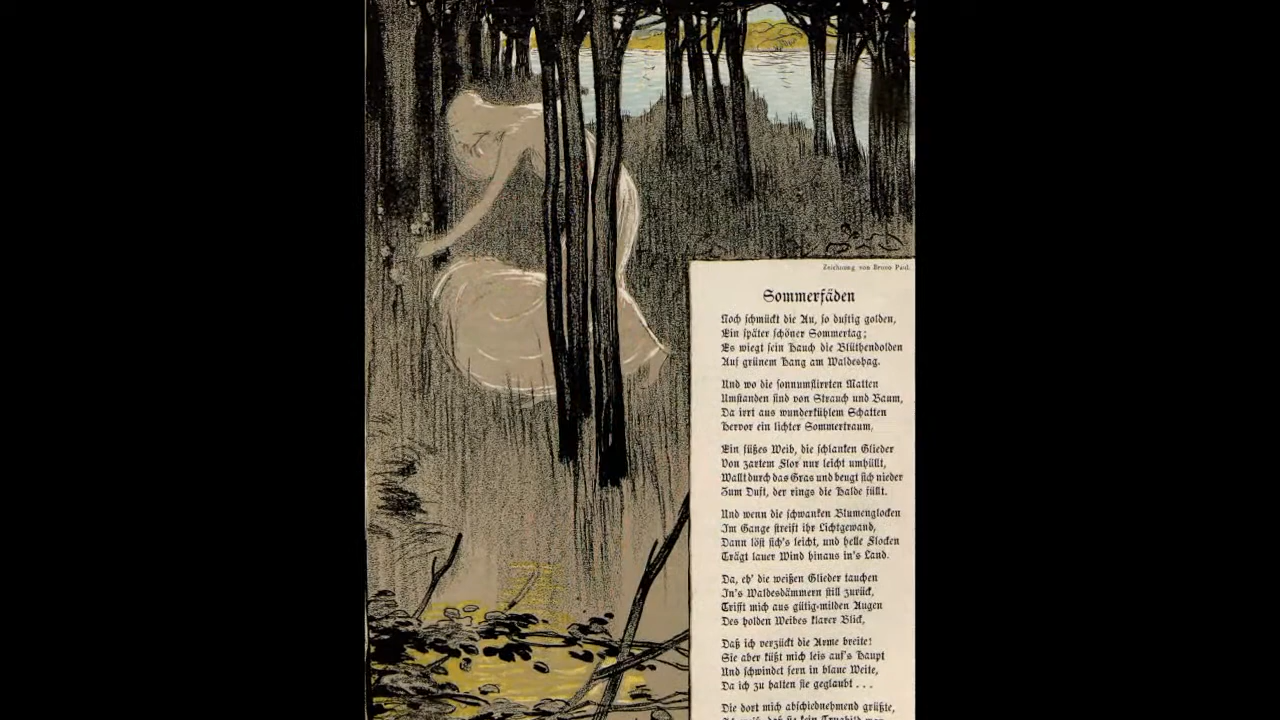 Zeichnung von Bruno Paul.
Sommerfäden
Noch schmückt die Au, so duftig golden,
Ein später schöner Sommertag;
Es wiegt sein Hauch die Blüthendolden
Auf grünem Hang am Waldeshag.
Und wo die sonnumflirrten Matten
Umstanden sind von Strauch und Baum,
Da irrt aus wunderkühlem Schatten
Hervor ein lichter Sommertraum.
Ein süßes Weib, die schlanken Glieder
Von zartem Flor nur leicht umhüllt,
Wallt durch das Gras und beugt sich nieder
Zum Duft, der rings die Halde füllt.
Und wenn die schwanken Blumenglocken
Im Gange streift ihr Lichtgewand,
Dann löst sich's leicht, und helle Flocken
Trägt lauer Wind hinaus in's Land.
Da, eh' die weißen Glieder tauchen
In's Waldesdämmern still zurück,
Trifft mich aus gütig-milden Augen
Des holden Weibes klarer Blick,
Daß ich verzückt die Arme breite!
Sie aber küßt mich leis auf's Haupt
Und schwindet fern in blaue Weite,
Da ich zu halten sie geglaubt . . .
Die dort mich abschiednehmend grüßte,